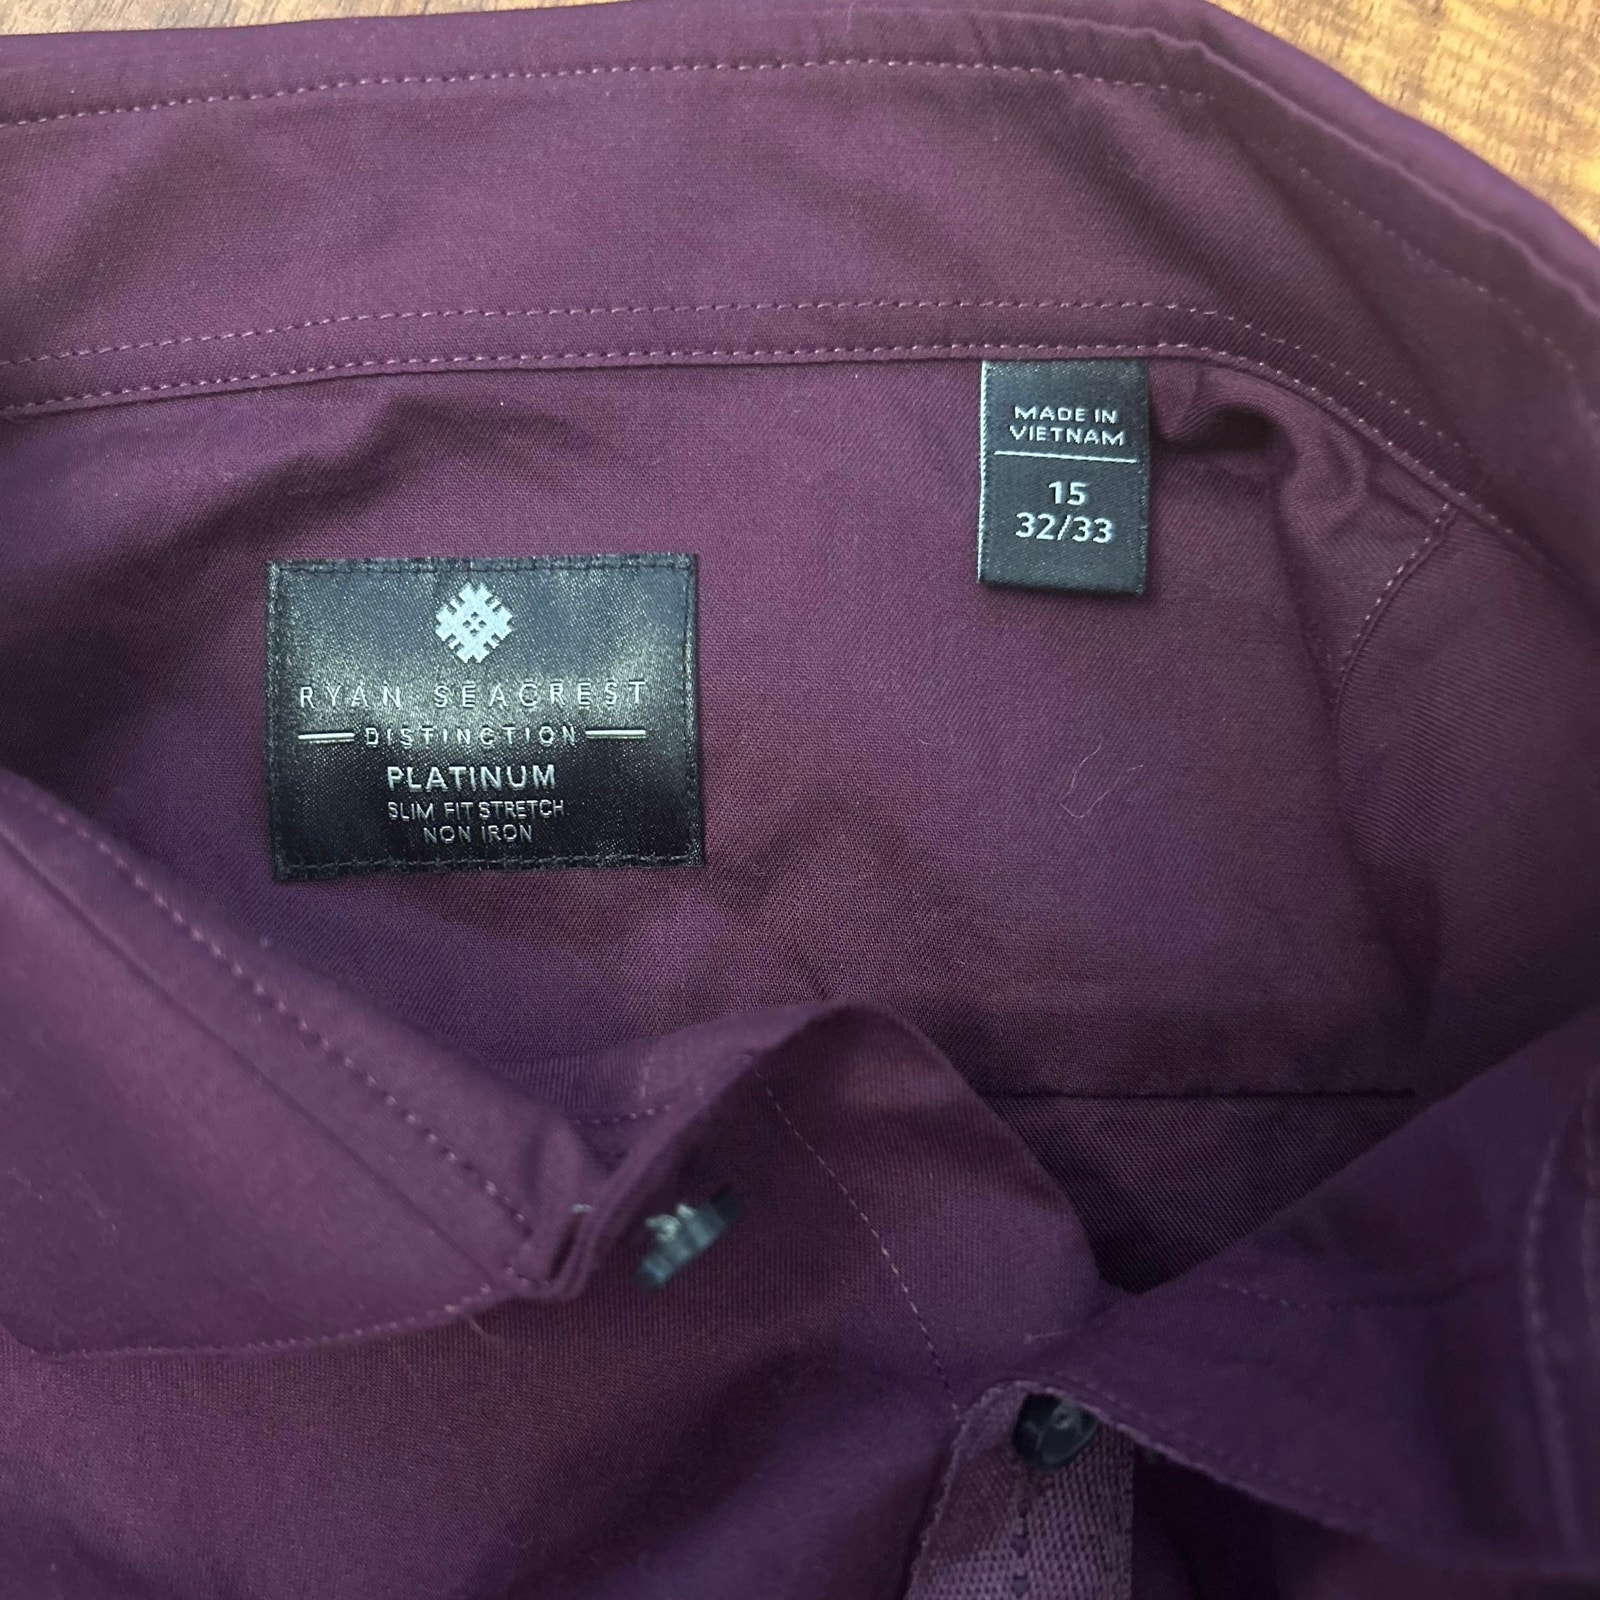 MADE IN
VIETNAM
15
32/33
RYAN SEACREST
DISTINCTION
PLATINUM
SLIM FIT STRETCH
NON IRON